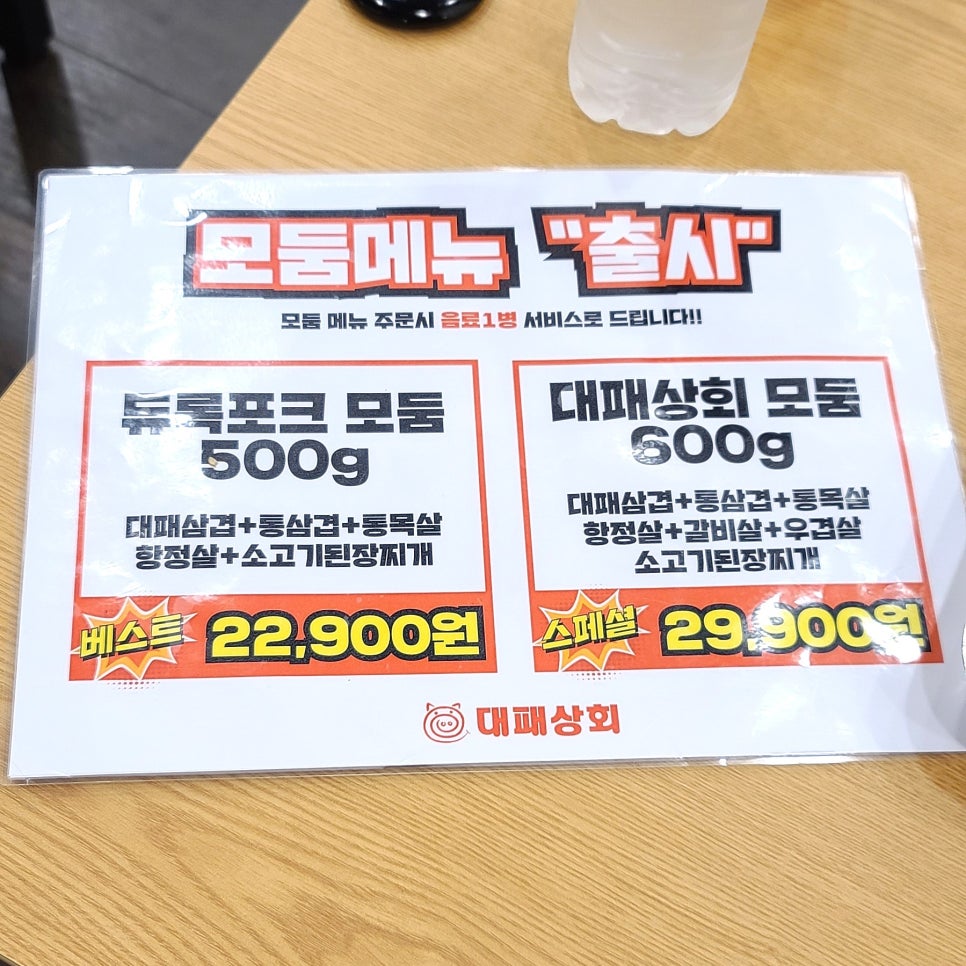 모둠메뉴 "출시"
모둠 메뉴 주문시 음료1병 서비스로 드립니다!!
듀록포크 모둠
500g
대패삼겹+통삼겹+통목살
항정살+소고기된장찌개
베스트 22,900원
대패상회 모둠
600g
대패삼겹+통삼겹+통목살
항정살+갈비살+우겹살
소고기된장찌개
스페셜 29,900원
대패상회